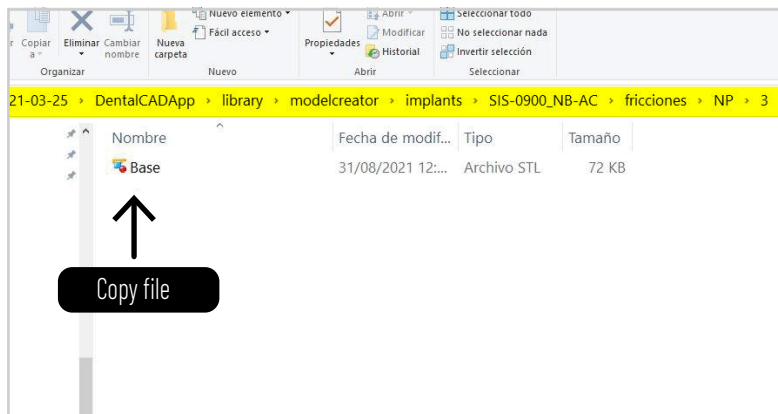 Nuevo elemento
Abrir
Seleccionar todo
Copiar
a
Eliminar
Cambiar
nombre
Nueva
carpeta
Fácil acceso
Propiedades
Modificar
Historial
No seleccionar nada
Invertir selección
Organizar
Nuevo
Abrir
Seleccionar
21-03-25 › DentalCADApp › library › modelcreator › implants › SIS-0900_NB-AC › fricciones › NP › 3
Nombre Fecha de modif... Tipo Tamaño
Base 31/08/2021 12:... Archivo STL 72 KB
Copy file